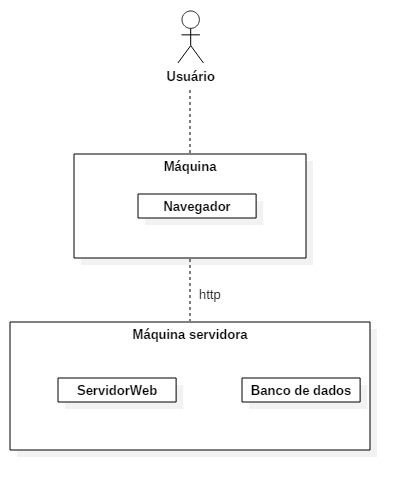 Usuário
Máquina
Navegador
http
Máquina servidora
ServidorWeb
Banco de dados